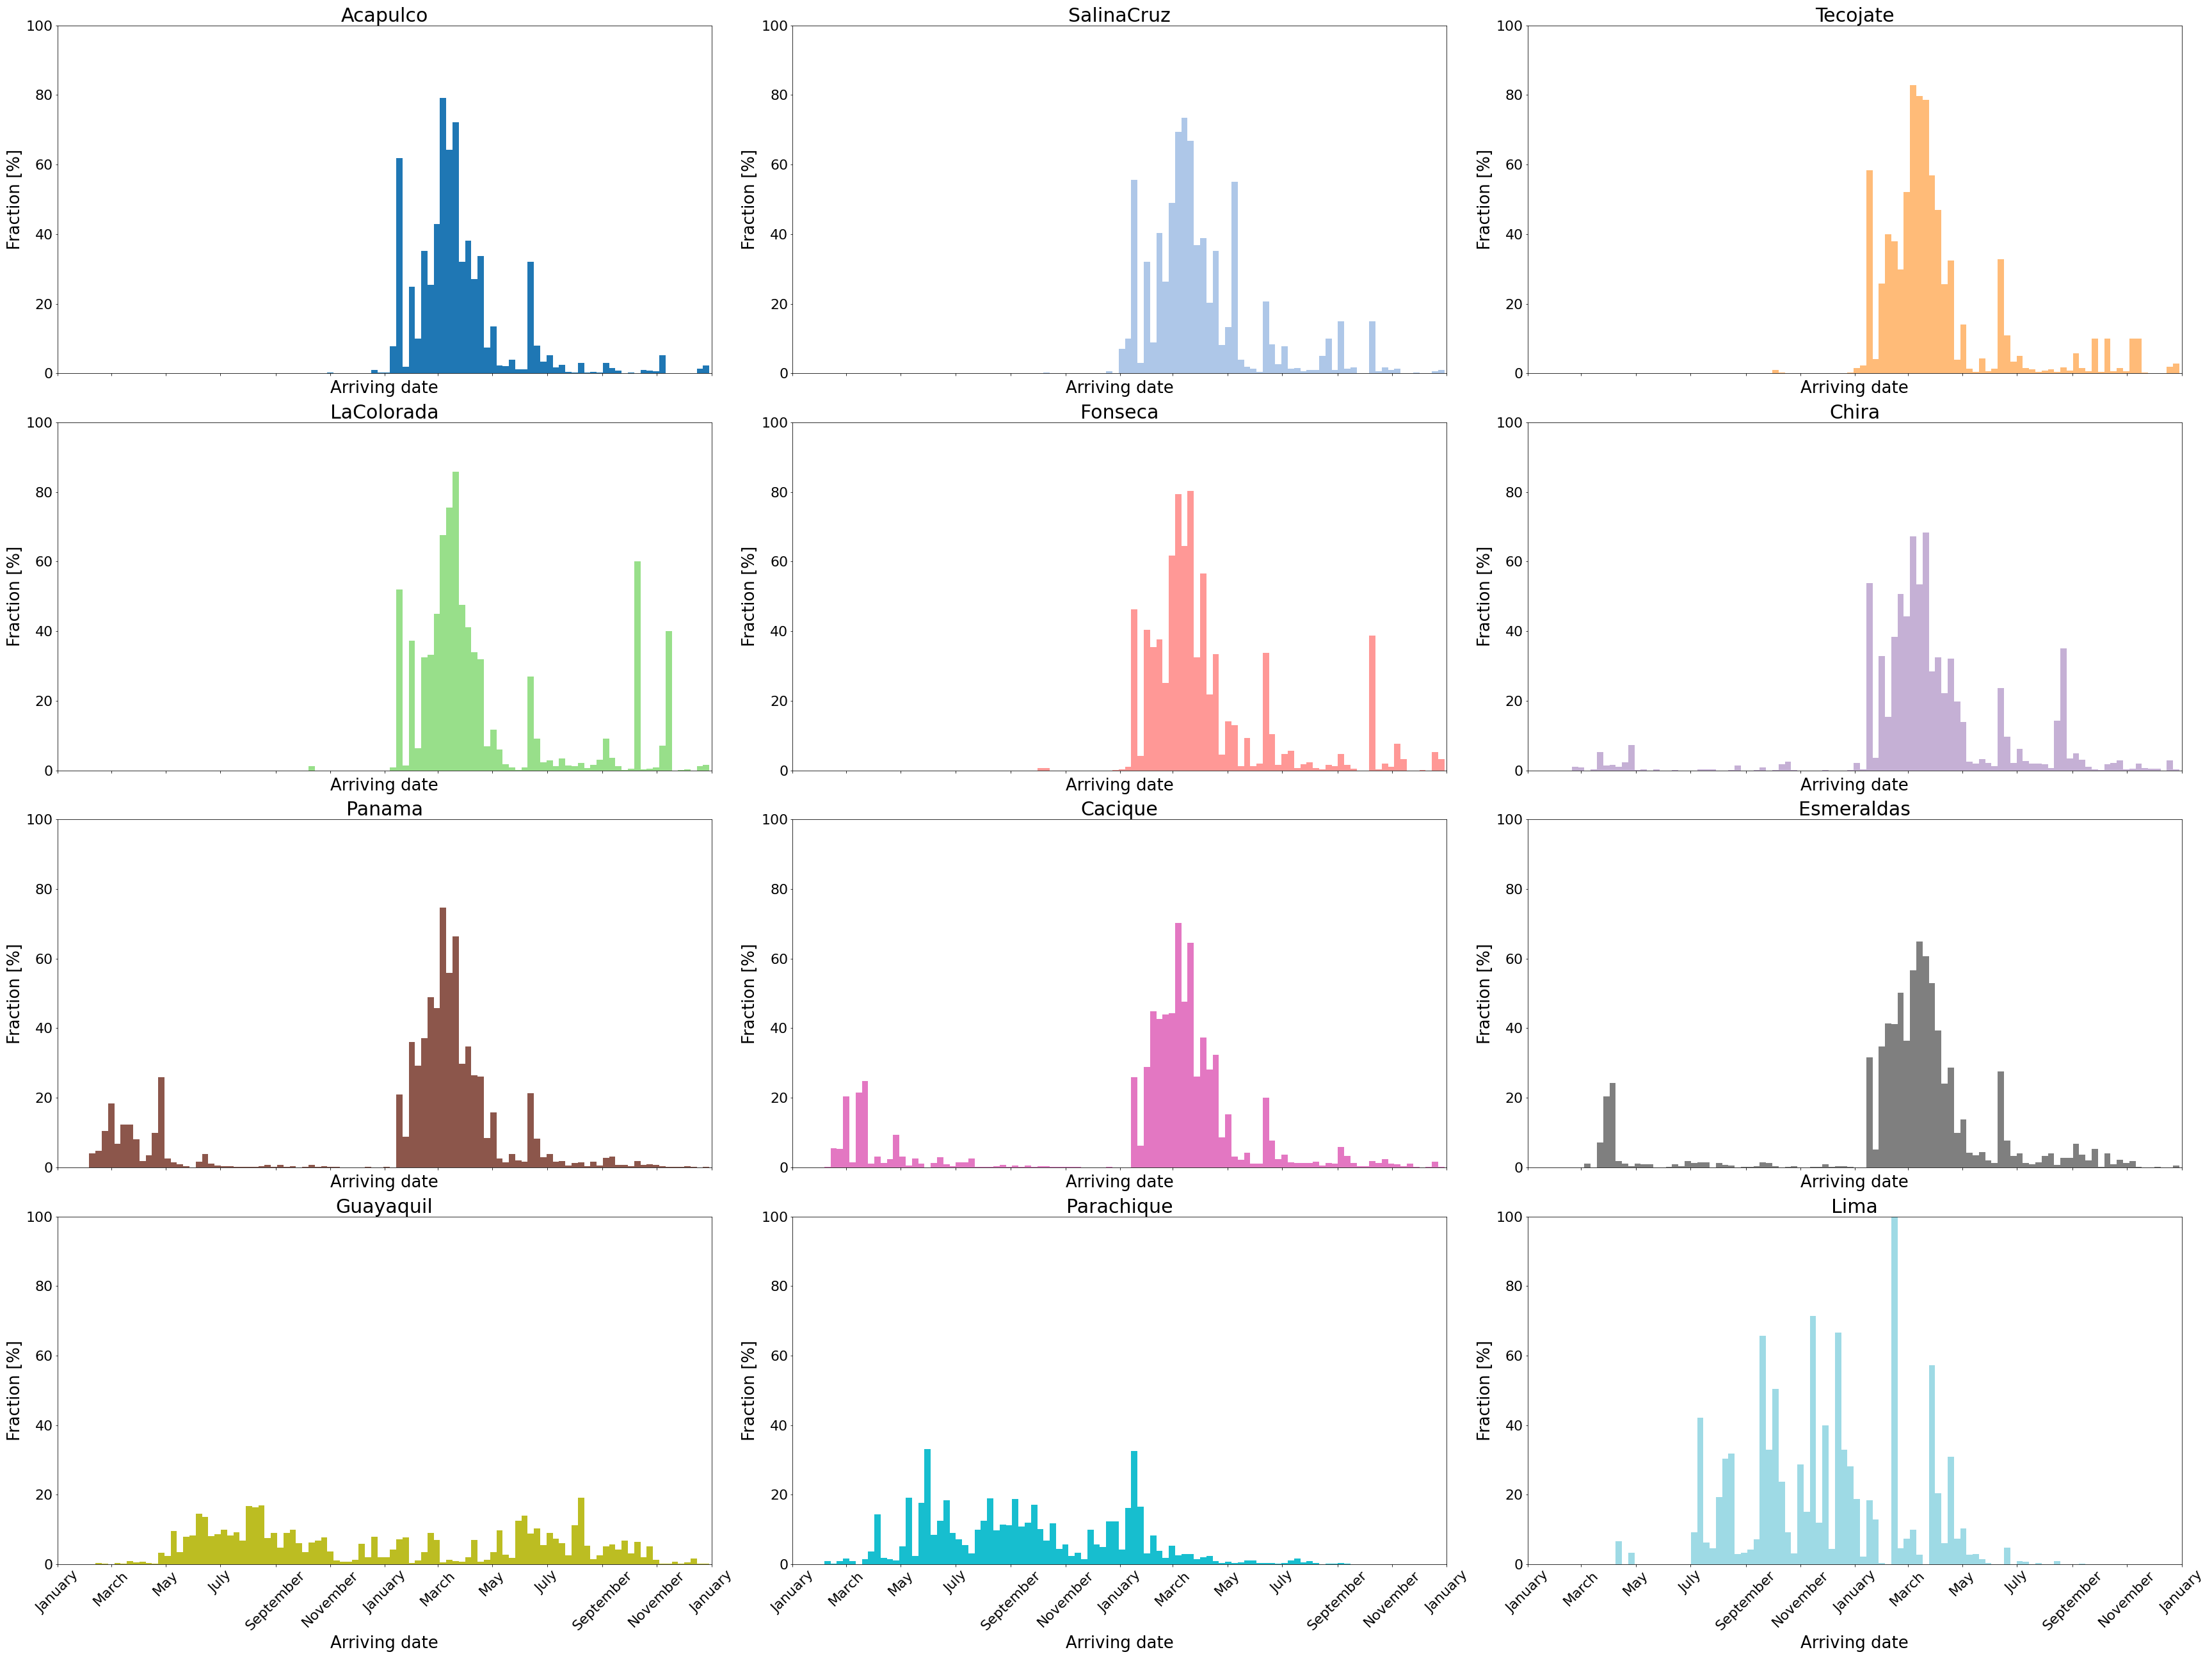 Acapulco
SalinaCruz
Tecojate
100
80
60
40
20
0
Fraction [%]
Arriving date
100
80
60
40
20
0
Fraction [%]
Arriving date
100
80
60
40
20
0
Fraction [%]
Arriving date
LaColorada
Fonseca
Chira
100
80
60
40
20
0
Fraction [%]
Arriving date
100
80
60
40
20
0
Fraction [%]
Arriving date
100
80
60
40
20
0
Fraction [%]
Arriving date
Panama
Cacique
Esmeraldas
100
80
60
40
20
0
Fraction [%]
Arriving date
100
80
60
40
20
0
Fraction [%]
Arriving date
100
80
60
40
20
0
Fraction [%]
Arriving date
Guayaquil
Parachique
Lima
100
80
60
40
20
0
Fraction [%]
January March May July September November January March May July September November January
Arriving date
100
80
60
40
20
0
Fraction [%]
January March May July September November January March May July September November January
Arriving date
100
80
60
40
20
0
Fraction [%]
January March May July September November January March May July September November January
Arriving date